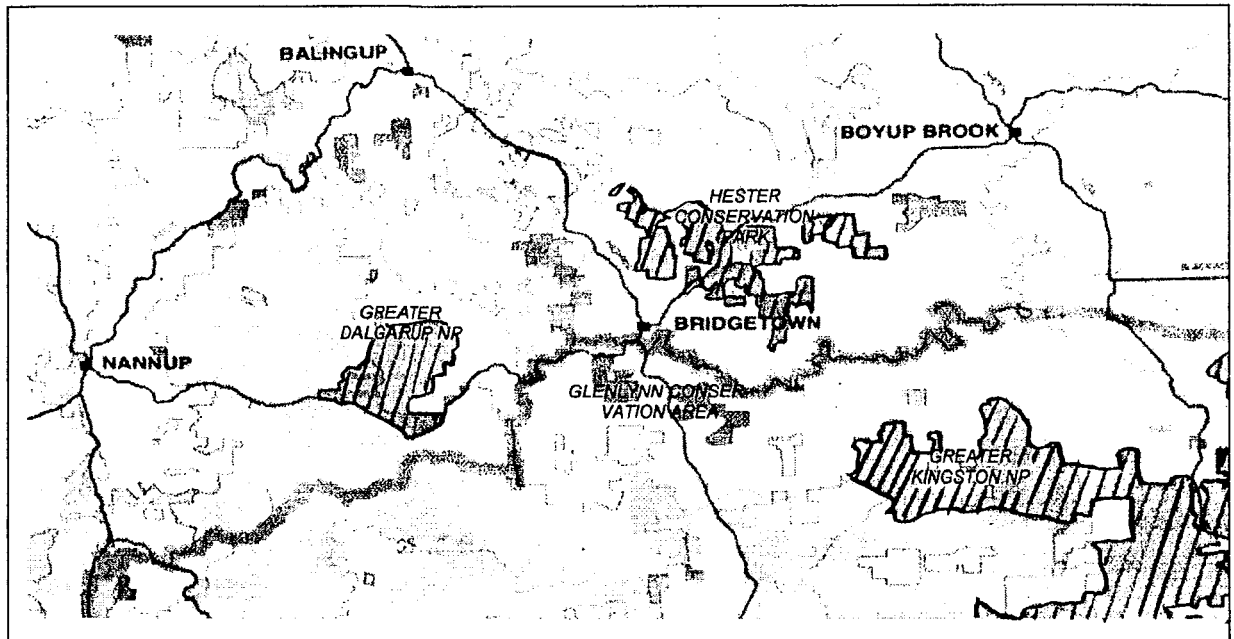 BALINGUP
BOYUP BROOK
HESTER
CONSERVATION
PARK
GREATER
DALGARUP NP
BRIDGETOWN
NANNUP
GLENLYNN CONSER-
VATION AREA
GREATER
KINGSTON NP